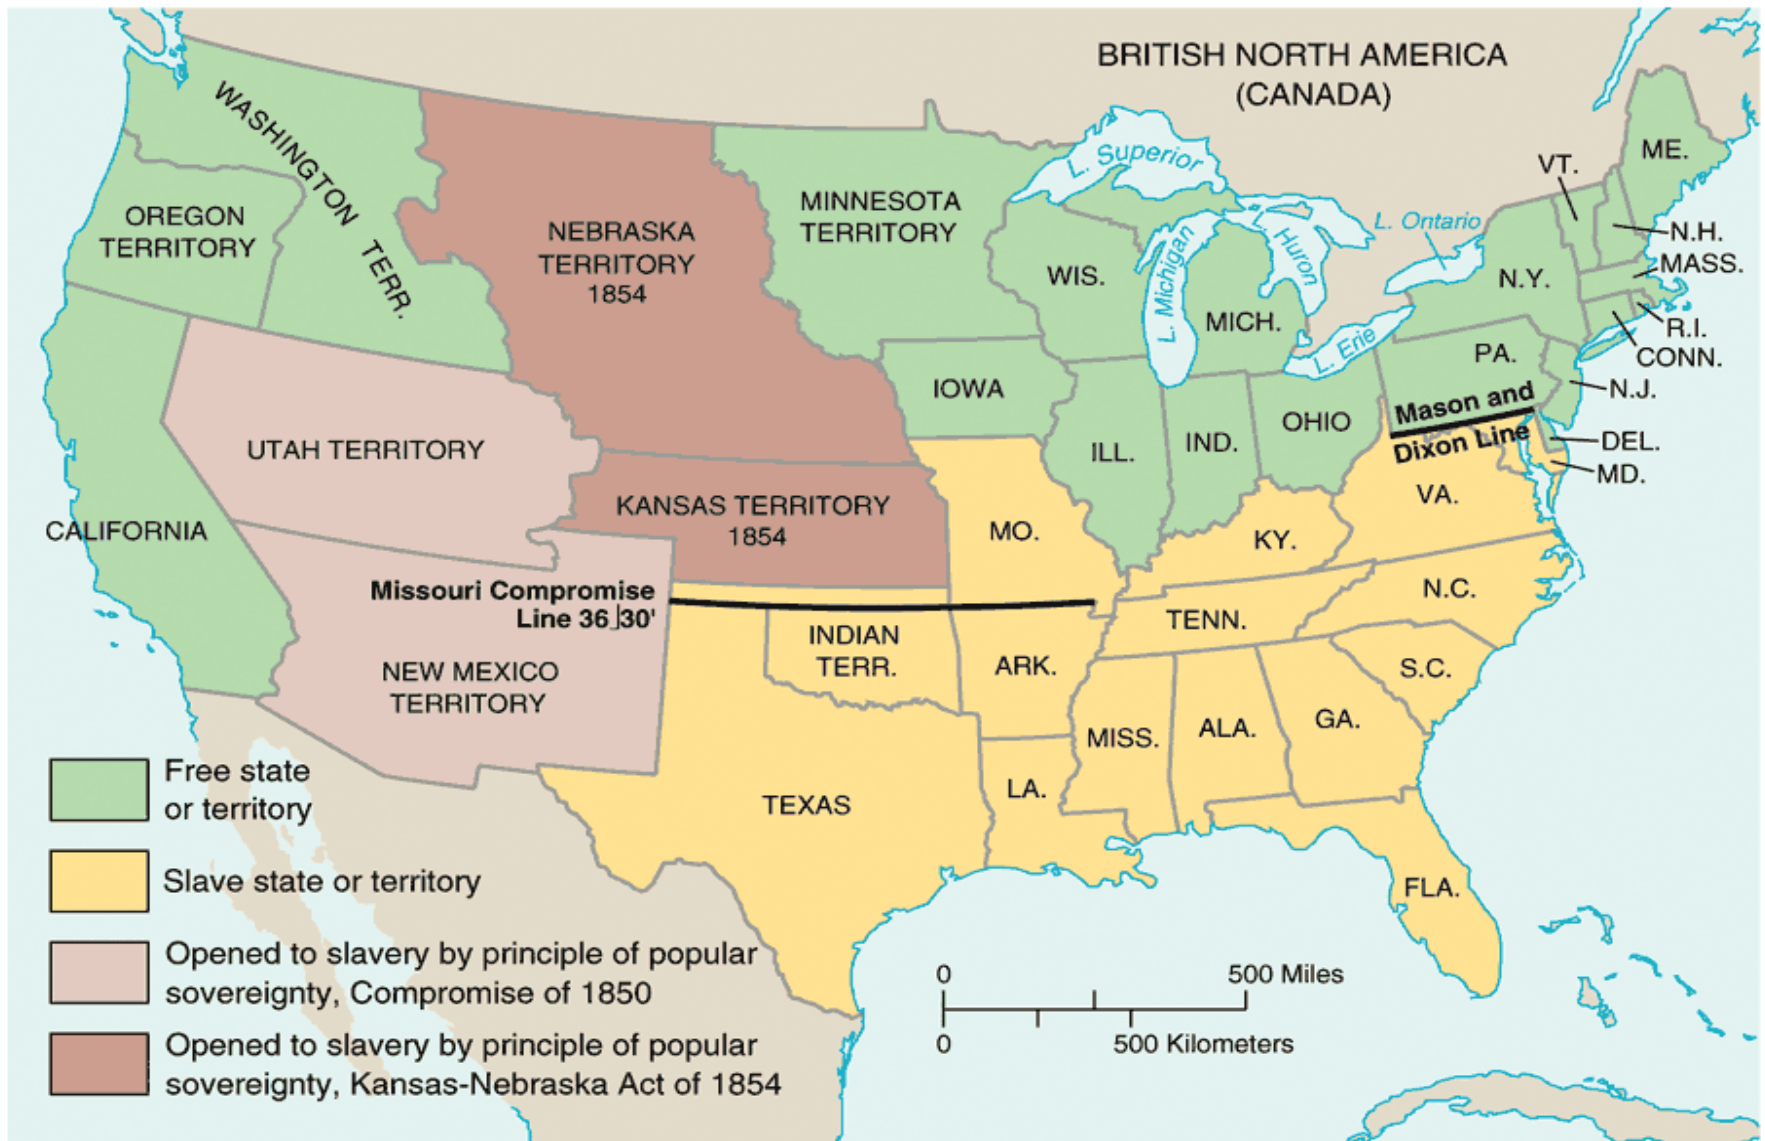 BRITISH NORTH AMERICA
(CANADA)
WASHINGTON TERR.
OREGON
TERRITORY
NEBRASKA
TERRITORY
1854
MINNESOTA
TERRITORY
L. Superior
L. Michigan
L. Huron
L. Ontario
L. Erie
VT.
ME.
N.H.
MASS.
N.Y.
R.I.
CONN.
WIS.
MICH.
PA.
N.J.
IOWA
Mason and
Dixon Line
OHIO
ILL.
IND.
DEL.
MD.
UTAH TERRITORY
KANSAS TERRITORY
1854
CALIFORNIA
MO.
KY.
VA.
Missouri Compromise
Line 36⌋30'
N.C.
TENN.
INDIAN
TERR.
ARK.
S.C.
NEW MEXICO
TERRITORY
MISS.
ALA.
GA.
TEXAS
LA.
FLA.
Free state
or territory
Slave state or territory
Opened to slavery by principle of popular
sovereignty, Compromise of 1850
Opened to slavery by principle of popular
sovereignty, Kansas-Nebraska Act of 1854
0 500 Miles
0 500 Kilometers